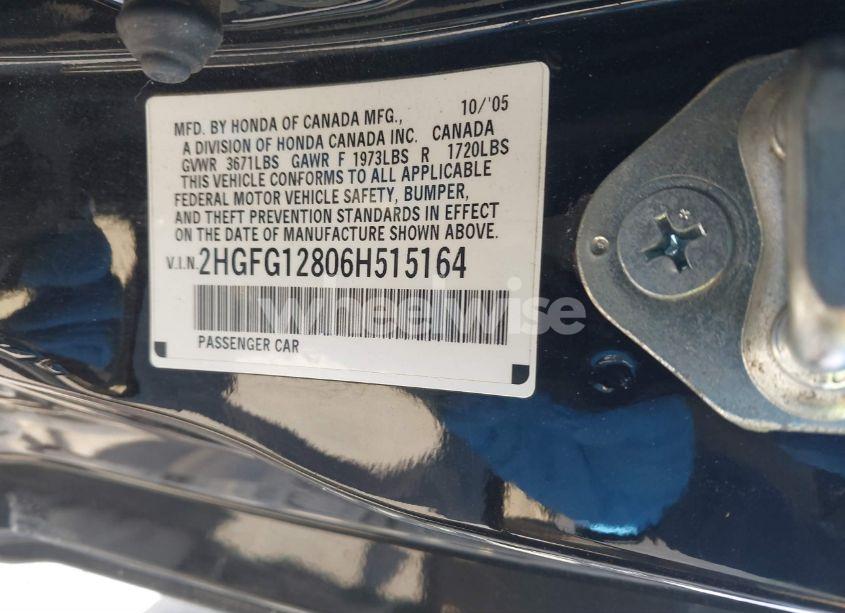 MFD. BY HONDA OF CANADA MFG., 10/'05
A DIVISION OF HONDA CANADA INC. CANADA
GVWR 3671LBS GAWR F 1973LBS R 1720LBS
THIS VEHICLE CONFORMS TO ALL APPLICABLE
FEDERAL MOTOR VEHICLE SAFETY, BUMPER,
AND THEFT PREVENTION STANDARDS IN EFFECT
ON THE DATE OF MANUFACTURE SHOWN ABOVE.
V.I.N. 2HGFG12806H515164
wheelwise
PASSENGER CAR